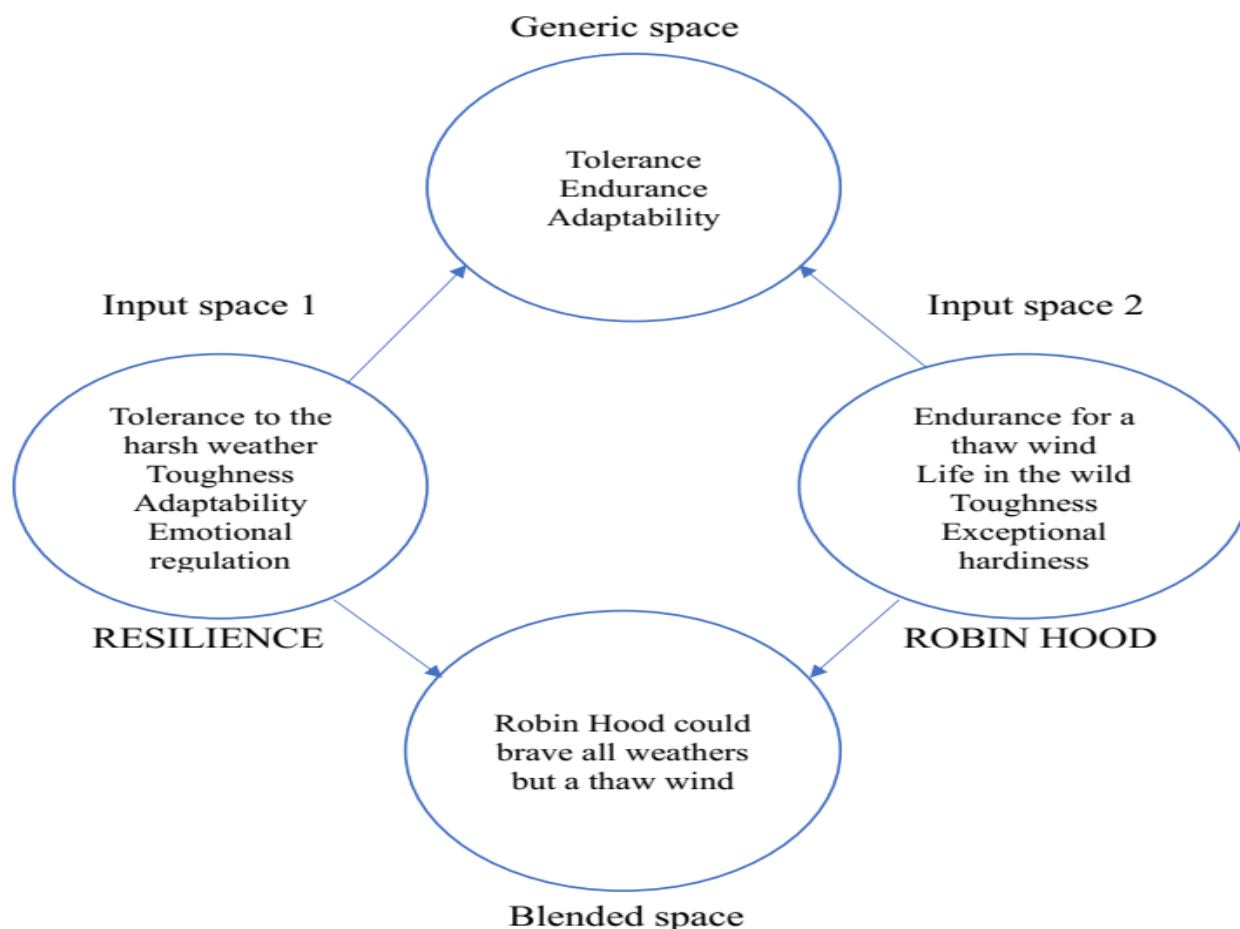 Generic space
Tolerance
Endurance
Adaptability
Input space 1
Input space 2
Tolerance to the
harsh weather
Toughness
Adaptability
Emotional
regulation
Endurance for a
thaw wind
Life in the wild
Toughness
Exceptional
hardiness
RESILIENCE
ROBIN HOOD
Robin Hood could
brave all weathers
but a thaw wind
Blended space